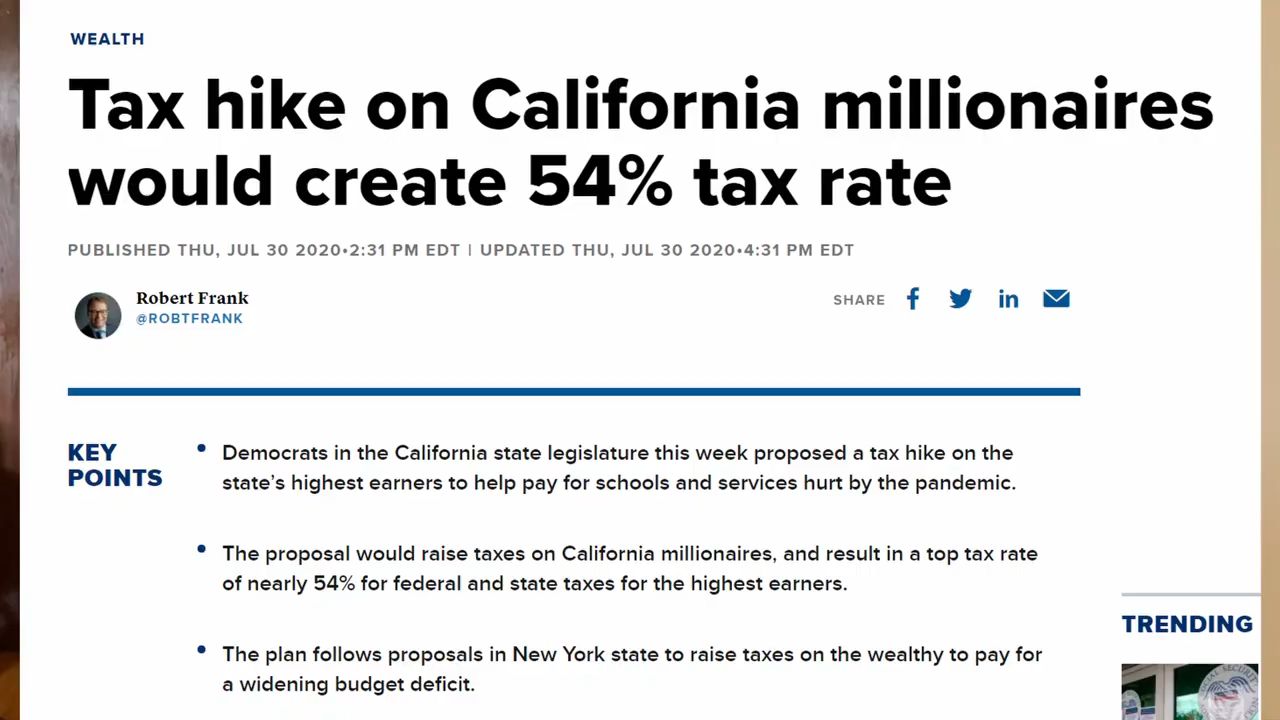 WEALTH
Tax hike on California millionaires
would create 54% tax rate
PUBLISHED THU, JUL 30 2020•2:31 PM EDT | UPDATED THU, JUL 30 2020•4:31 PM EDT
Robert Frank
@ROBTFRANK
SHARE
KEY
POINTS
• Democrats in the California state legislature this week proposed a tax hike on the
state’s highest earners to help pay for schools and services hurt by the pandemic.
• The proposal would raise taxes on California millionaires, and result in a top tax rate
of nearly 54% for federal and state taxes for the highest earners.
• The plan follows proposals in New York state to raise taxes on the wealthy to pay for
a widening budget deficit.
TRENDING